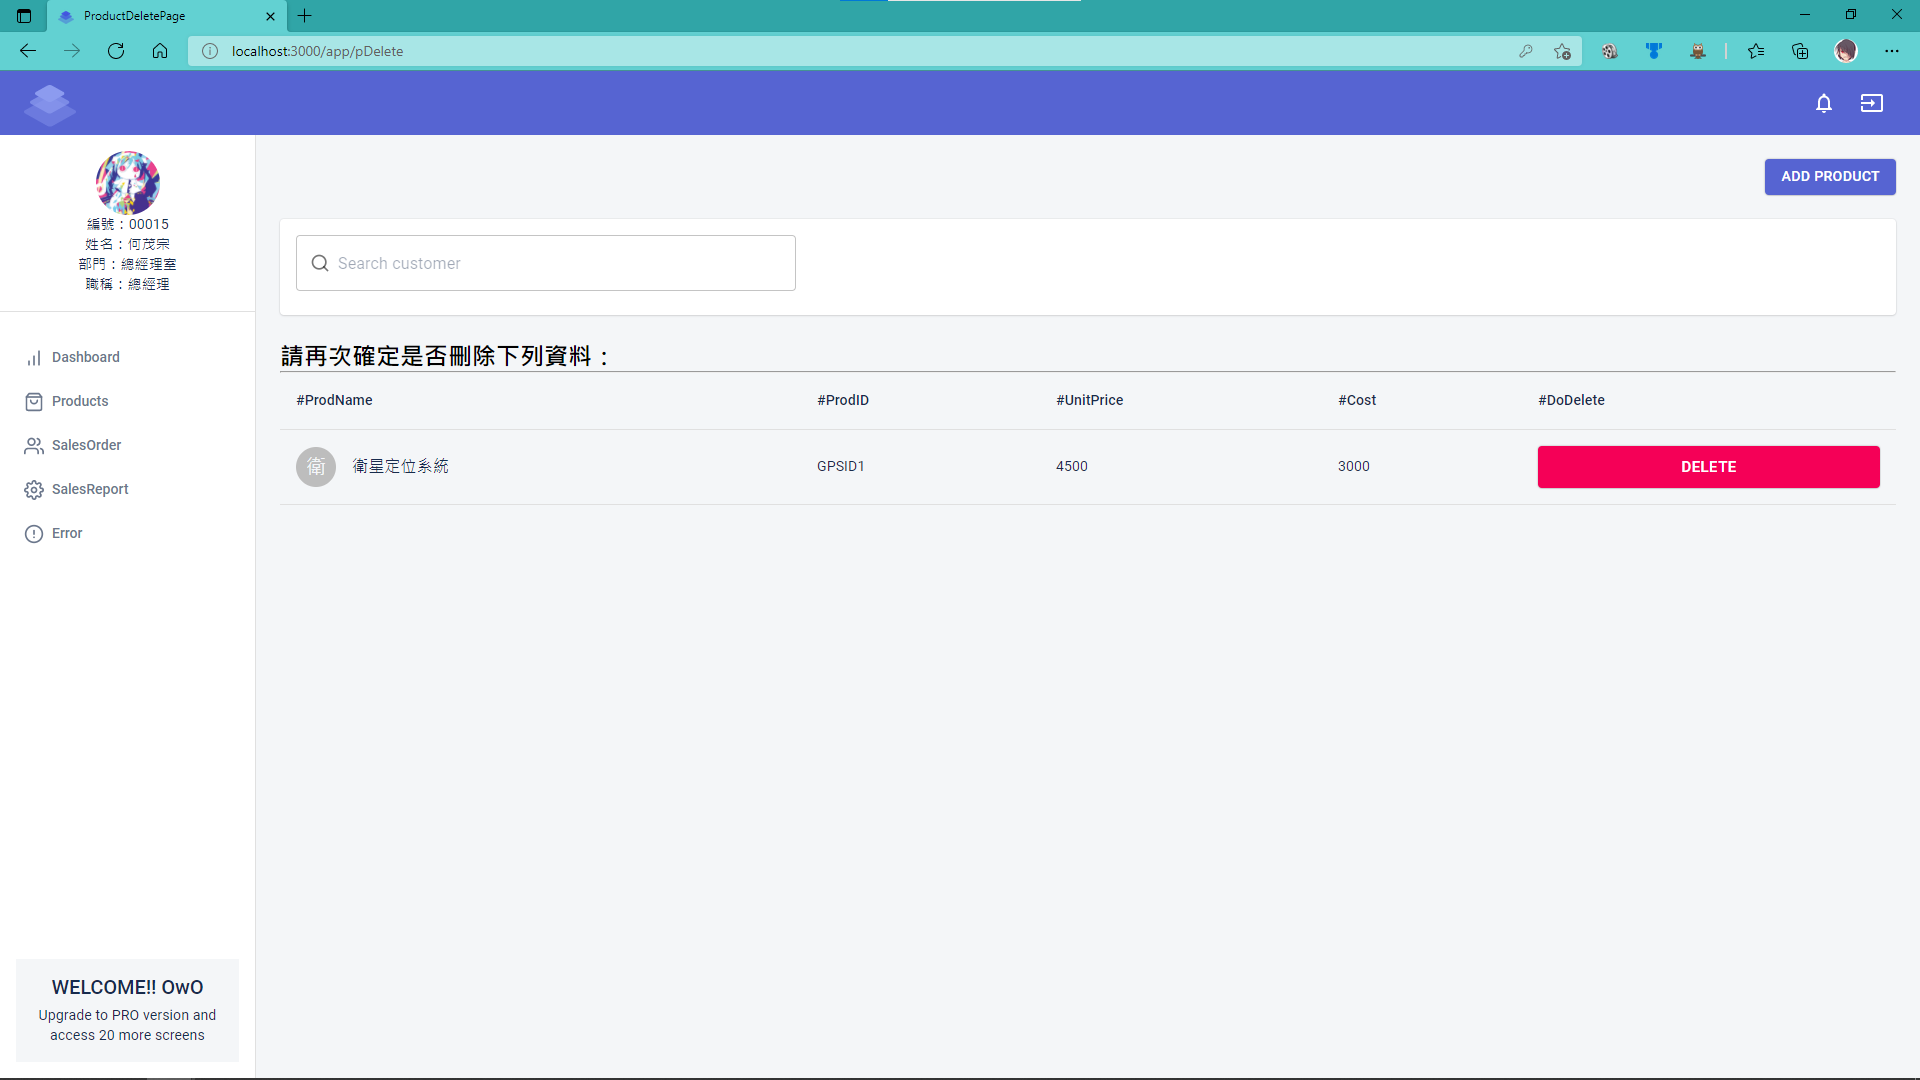 ProductDeletePage
localhost:3000/app/pDelete
編號：00015
姓名：何茂宗
部門：總經理室
職稱：總經理
Dashboard
Products
SalesOrder
SalesReport
Error
WELCOME!! OwO
Upgrade to PRO version and
access 20 more screens
ADD PRODUCT
Search customer
請再次確定是否刪除下列資料：
#ProdName #ProdID #UnitPrice #Cost #DoDelete
衛 衛星定位系統 GPSID1 4500 3000 DELETE